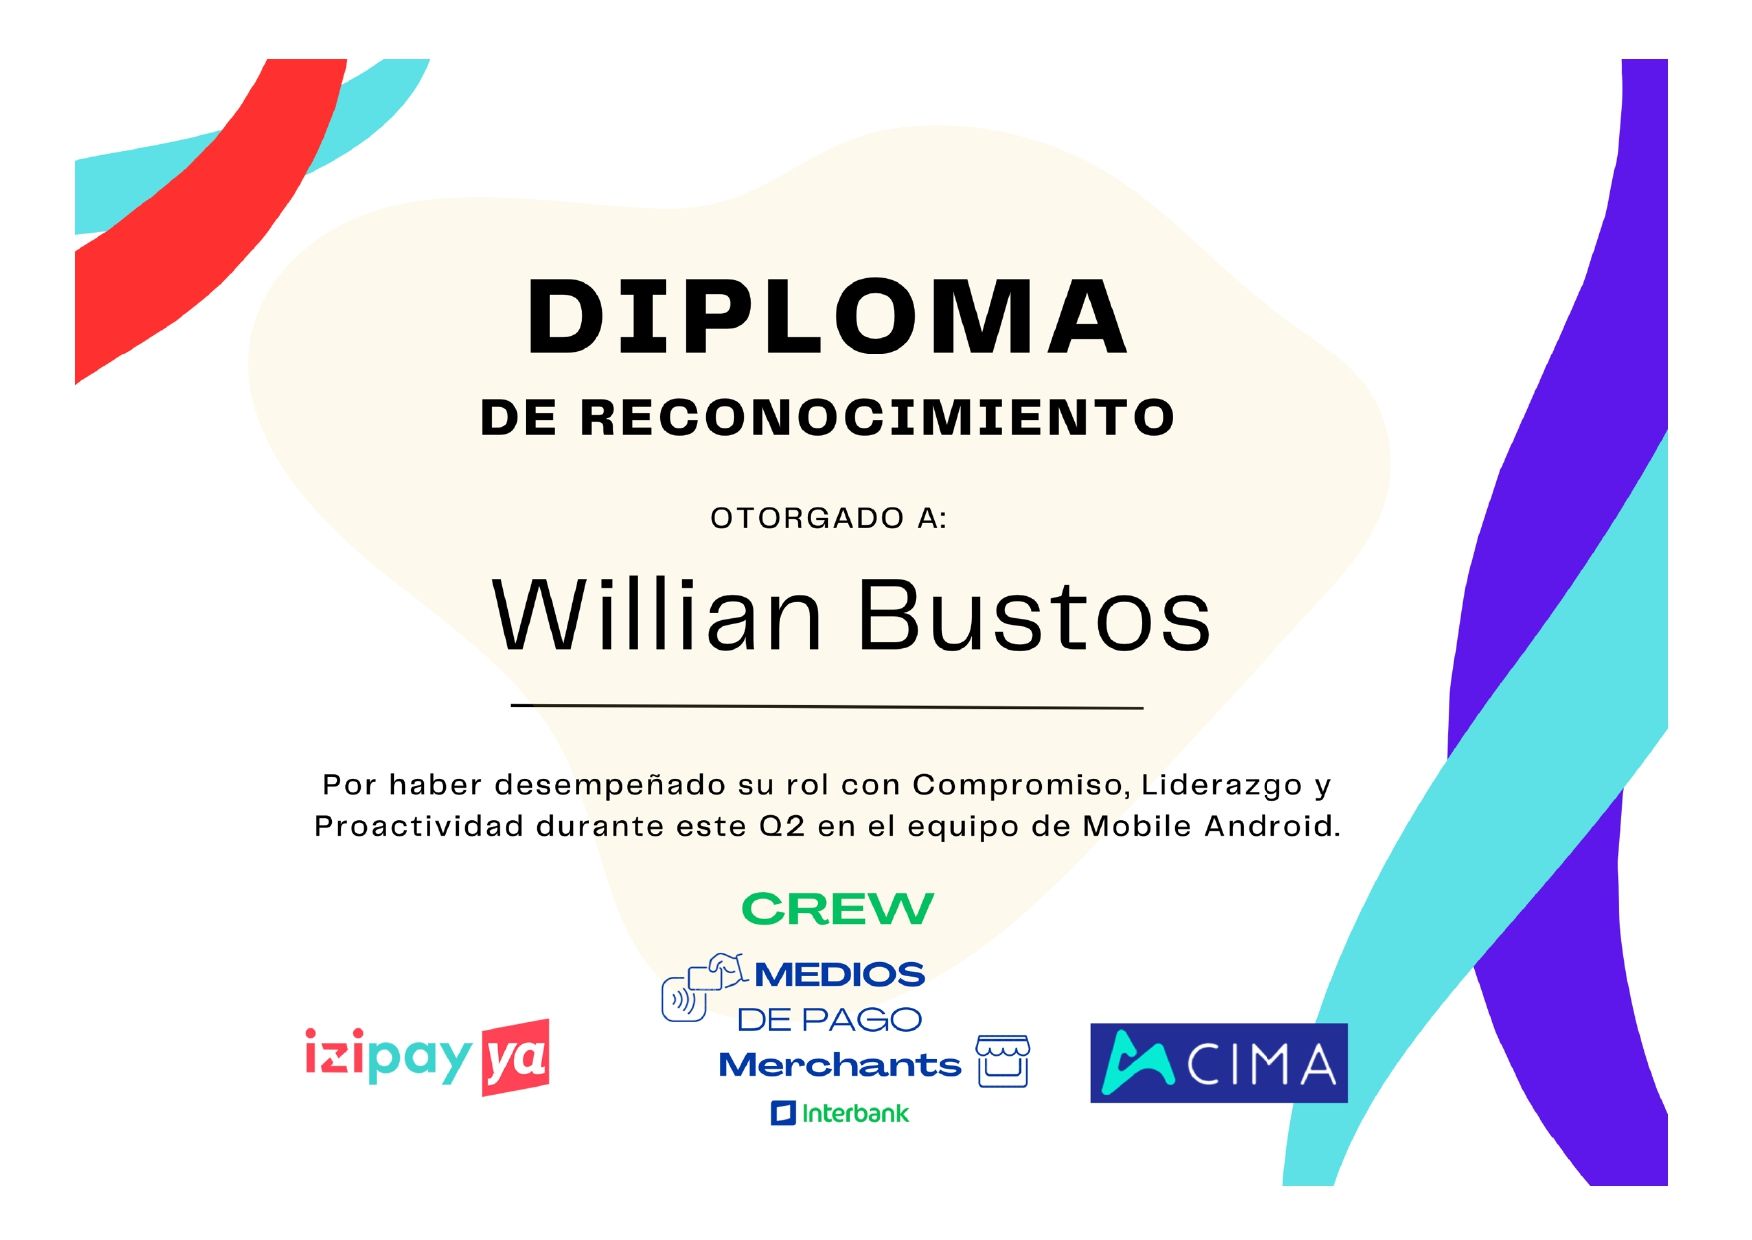 DIPLOMA
DE RECONOCIMIENTO
OTORGADO A:
Willian Bustos
Por haber desempeñado su rol con Compromiso, Liderazgo y
Proactividad durante este Q2 en el equipo de Mobile Android.
CREW
MEDIOS
DE PAGO
Merchants
Interbank
izipay ya
CIMA